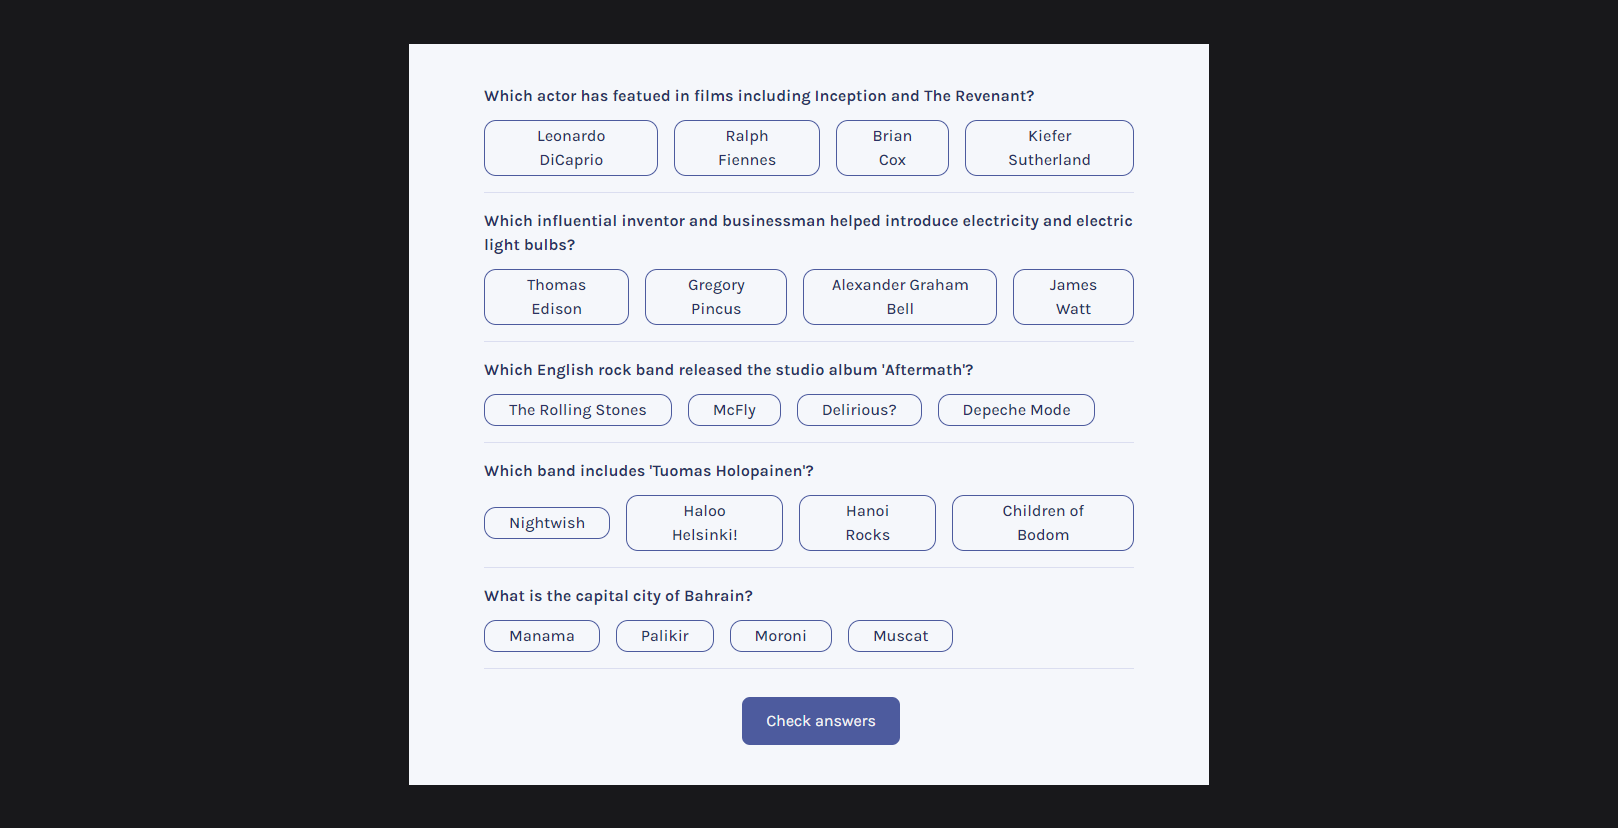 Which actor has featued in films including Inception and The Revenant?
Leonardo
DiCaprio
Ralph
Fiennes
Brian
Cox
Kiefer
Sutherland
Which influential inventor and businessman helped introduce electricity and electric
light bulbs?
Thomas
Edison
Gregory
Pincus
Alexander Graham
Bell
James
Watt
Which English rock band released the studio album 'Aftermath'?
The Rolling Stones
McFly
Delirious?
Depeche Mode
Which band includes 'Tuomas Holopainen'?
Nightwish
Haloo
Helsinki!
Hanoi
Rocks
Children of
Bodom
What is the capital city of Bahrain?
Manama
Palikir
Moroni
Muscat
Check answers